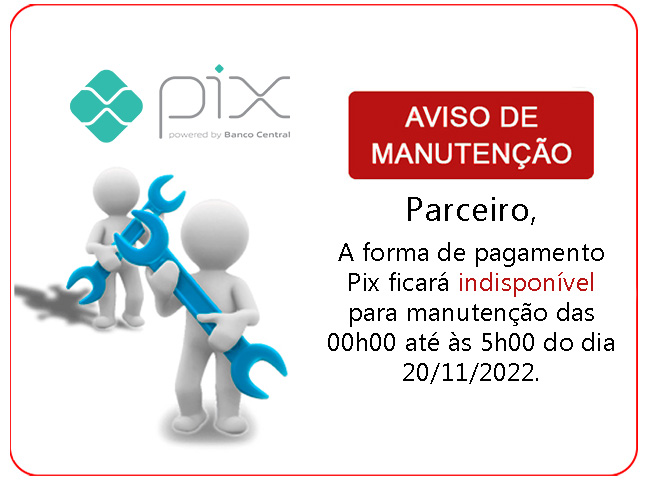 pix
powered by Banco Central
AVISO DE
MANUTENÇÃO
Parceiro,
A forma de pagamento
Pix ficará indisponível
para manutenção das
00h00 até às 5h00 do dia
20/11/2022.